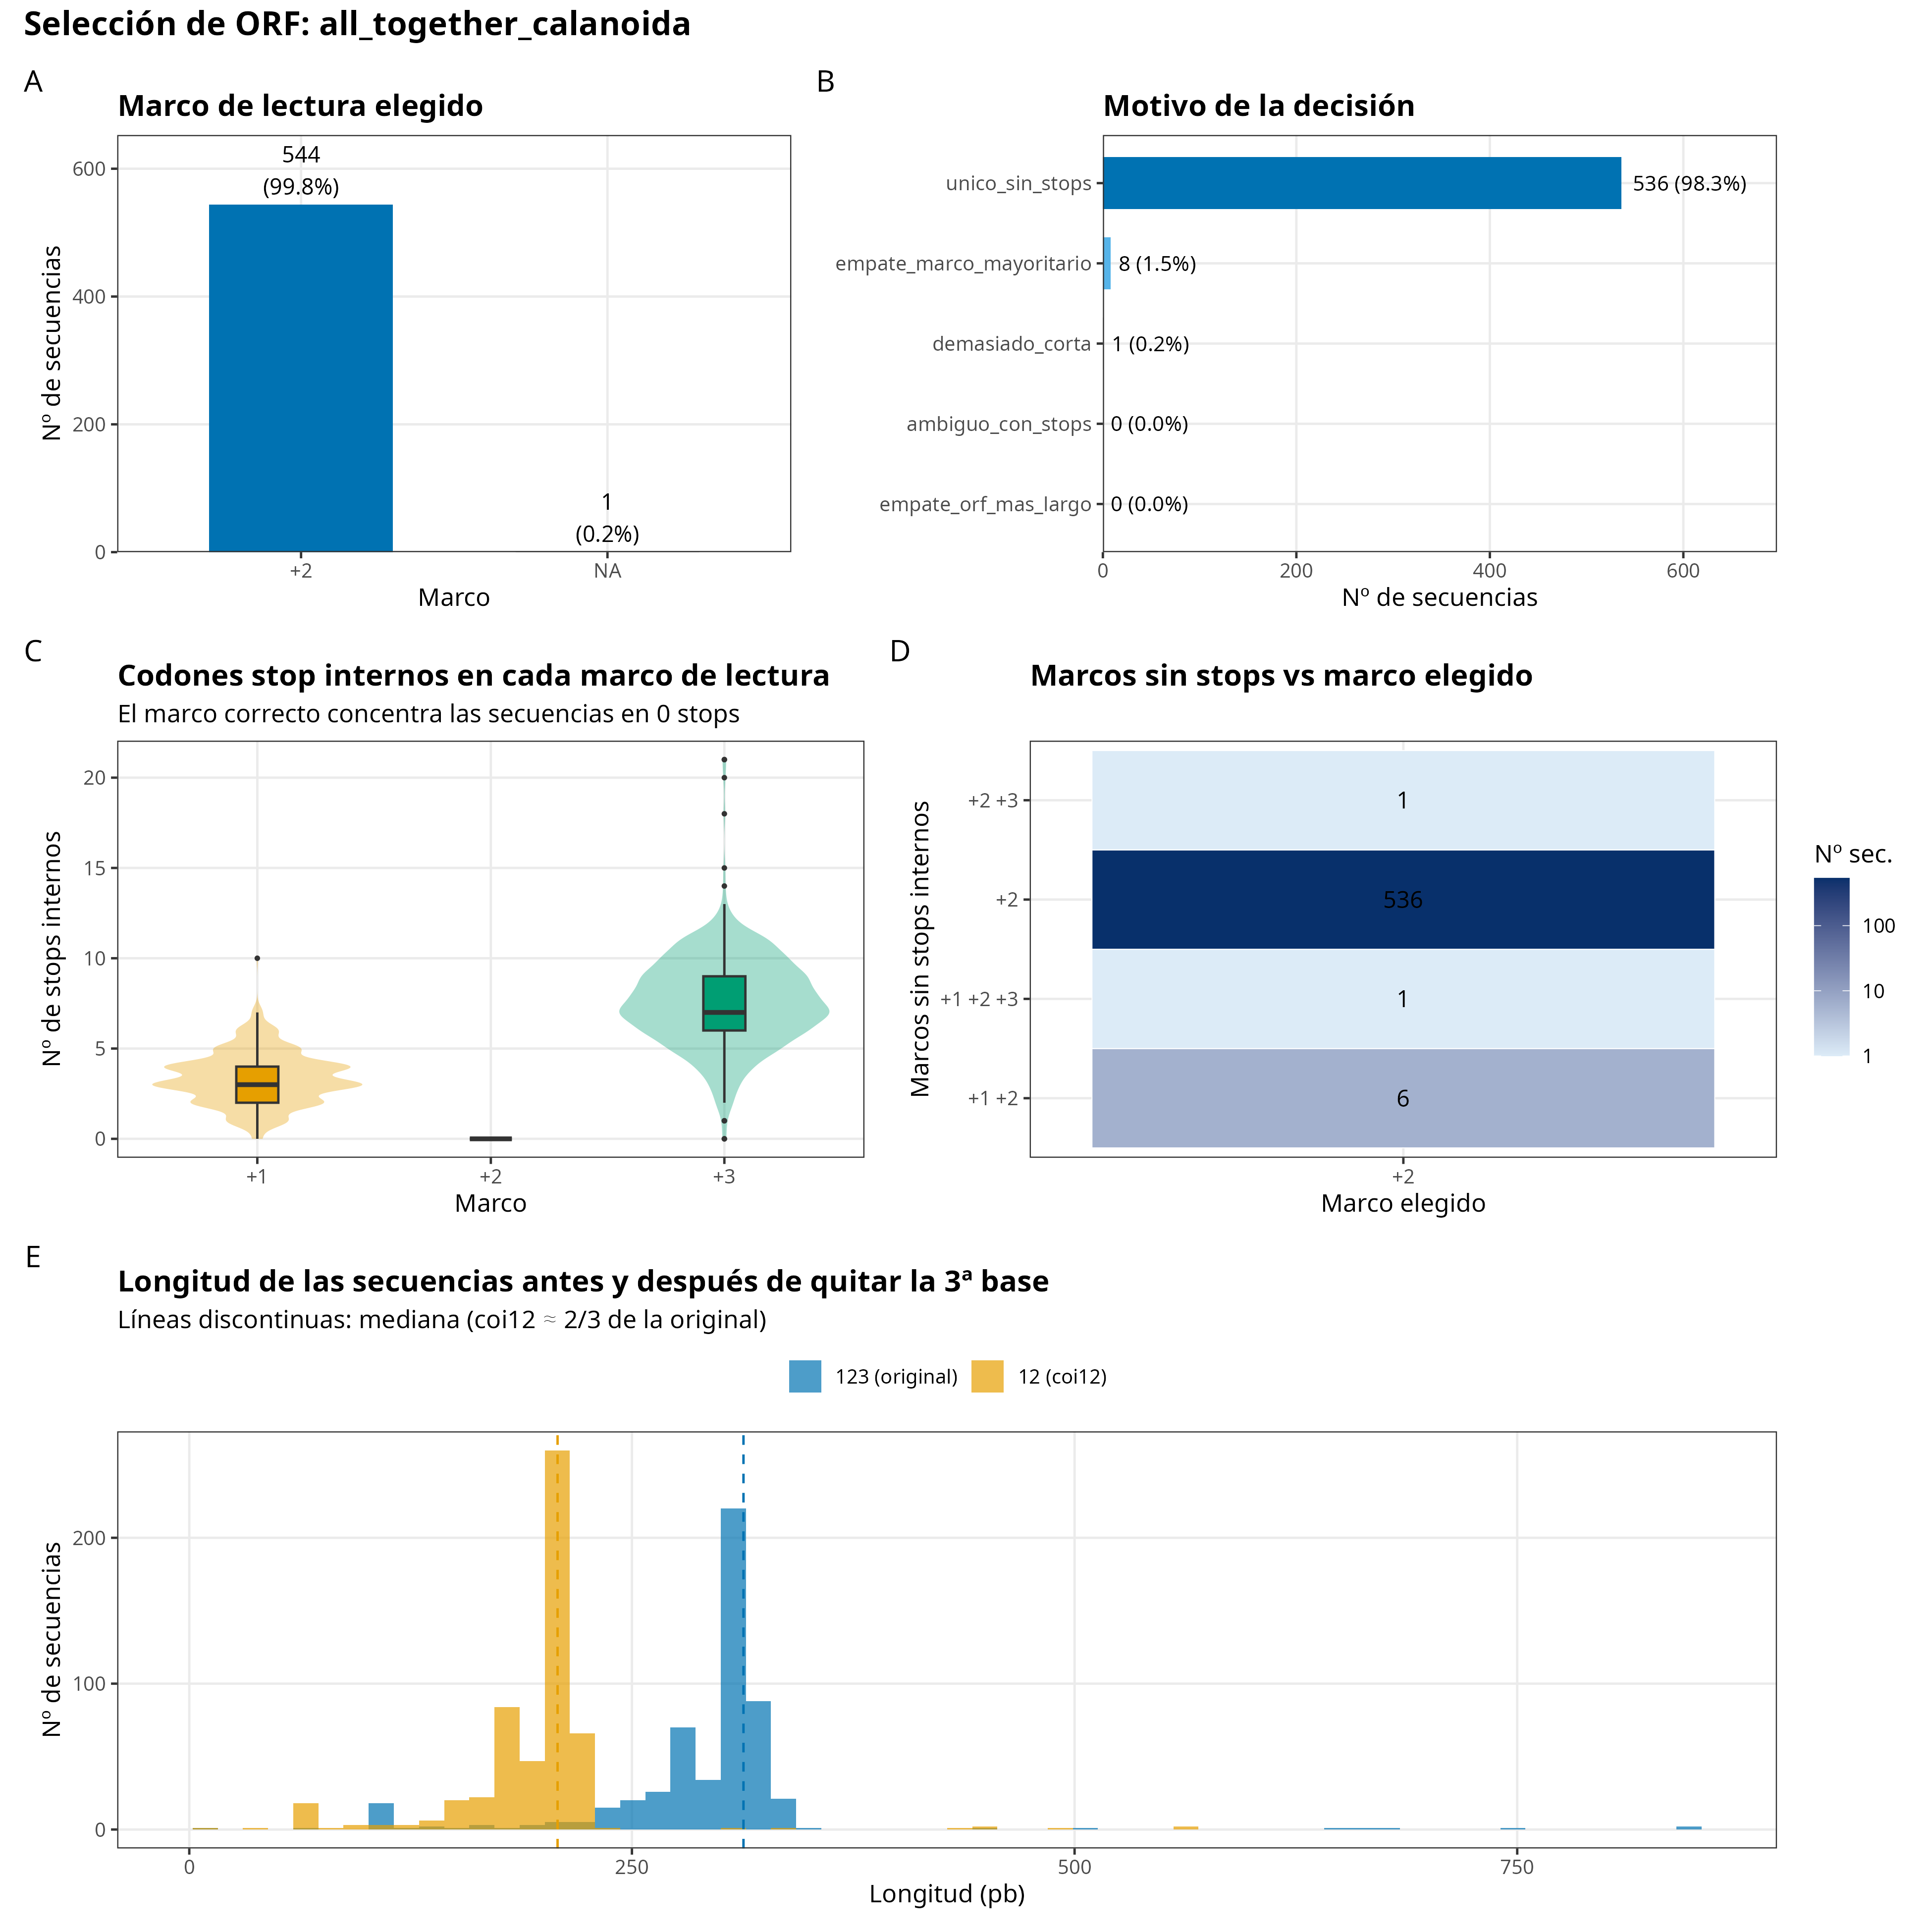 Selección de ORF: all_together_calanoida
A
Marco de lectura elegido
Nº de secuencias
600
400
200
0
544
(99.8%)
1
(0.2%)
+2
NA
Marco
B
Motivo de la decisión
unico_sin_stops
536 (98.3%)
empate_marco_mayoritario
8 (1.5%)
demasiado_corta
1 (0.2%)
ambiguo_con_stops
0 (0.0%)
empate_orf_mas_largo
0 (0.0%)
0
200
400
600
Nº de secuencias
C
Codones stop internos en cada marco de lectura
El marco correcto concentra las secuencias en 0 stops
Nº de stops internos
20
15
10
5
0
+1
+2
+3
Marco
D
Marcos sin stops vs marco elegido
Marcos sin stops internos
+2 +3
1
+2
536
+1 +2 +3
1
+1 +2
6
+2
Marco elegido
Nº sec.
100
10
1
E
Longitud de las secuencias antes y después de quitar la 3ª base
Líneas discontinuas: mediana (coi12 ≈ 2/3 de la original)
123 (original)
12 (coi12)
Nº de secuencias
200
100
0
0
250
500
750
Longitud (pb)